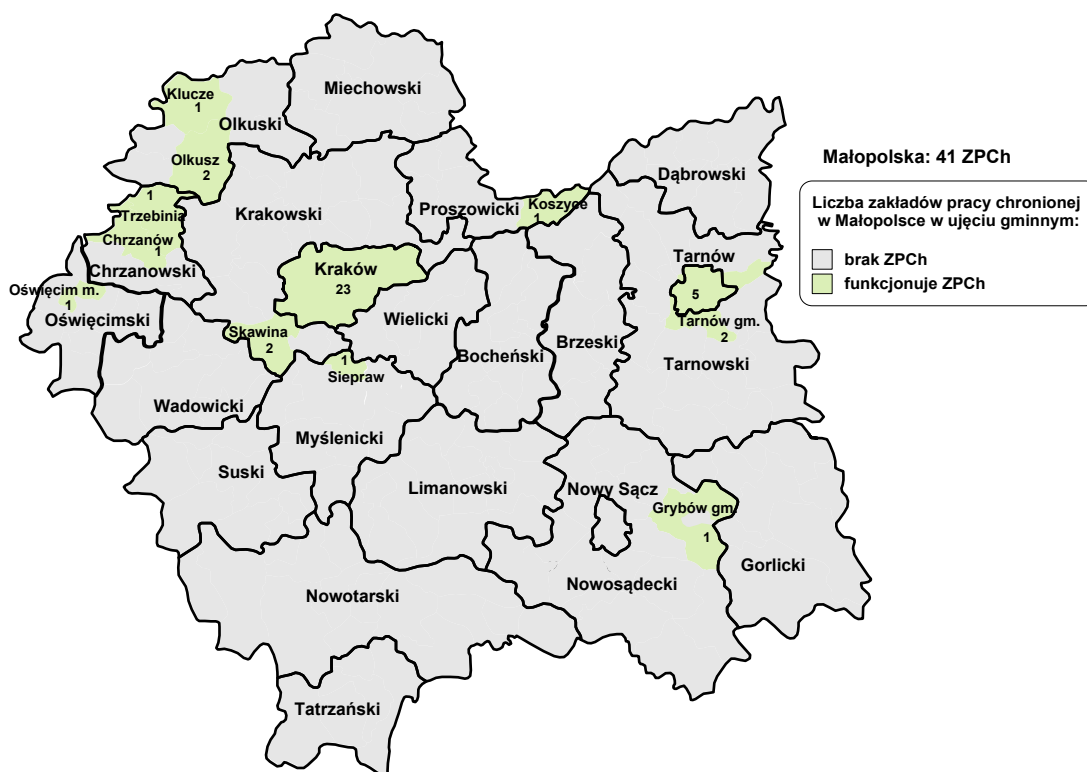 Miechowski
Klucze
1
Olkuski
Olkusz
2
Dąbrowski
Małopolska: 41 ZPCh
Liczba zakładów pracy chronionej
w Małopolsce w ujęciu gminnym:
brak ZPCh
funkcjonuje ZPCh
1
Trzebinia
Chrzanów
1
Chrzanowski
Krakowski
Proszowicki
Koszyce
1
Kraków
23
Tarnów
5
Tarnów gm.
2
Tarnowski
Oświęcim m.
1
Oświęcimski
Skawina
2
Wielicki
Bocheński
Brzeski
1
Siepraw
Wadowicki
Myślenicki
Suski
Limanowski
Nowy Sącz
Grybów gm.
1
Gorlicki
Nowosądecki
Nowotarski
Tatrzański